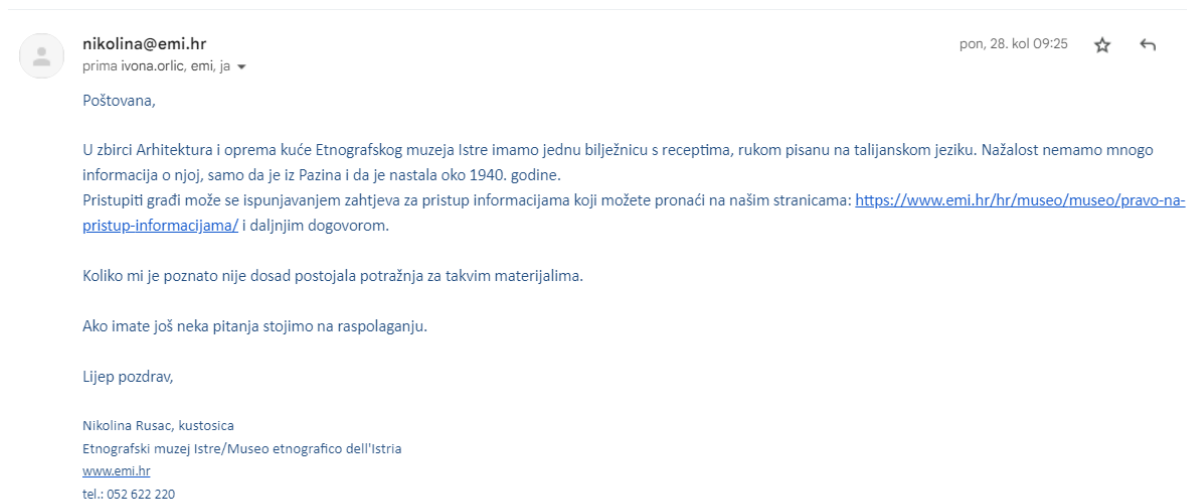 nikolina@emi.hr
pon, 28. kol 09:25
prima ivona.orlic, emi, ja
Poštovana,
U zbirci Arhitektura i oprema kuće Etnografskog muzeja Istre imamo jednu bilježnicu s receptima, rukom pisanu na talijanskom jeziku. Nažalost nemamo mnogo
informacija o njoj, samo da je iz Pazina i da je nastala oko 1940. godine.
Pristupiti građi može se ispunjavanjem zahtjeva za pristup informacijama koji možete pronaći na našim stranicama: https://www.emi.hr/hr/museo/museo/pravo-na-
pristup-informacijama/ i daljnjim dogovorom.
Koliko mi je poznato nije dosad postojala potražnja za takvim materijalima.
Ako imate još neka pitanja stojimo na raspolaganju.
Lijep pozdrav,
Nikolina Rusac, kustosica
Etnografski muzej Istre/Museo etnografico dell'Istria
www.emi.hr
tel.: 052 622 220